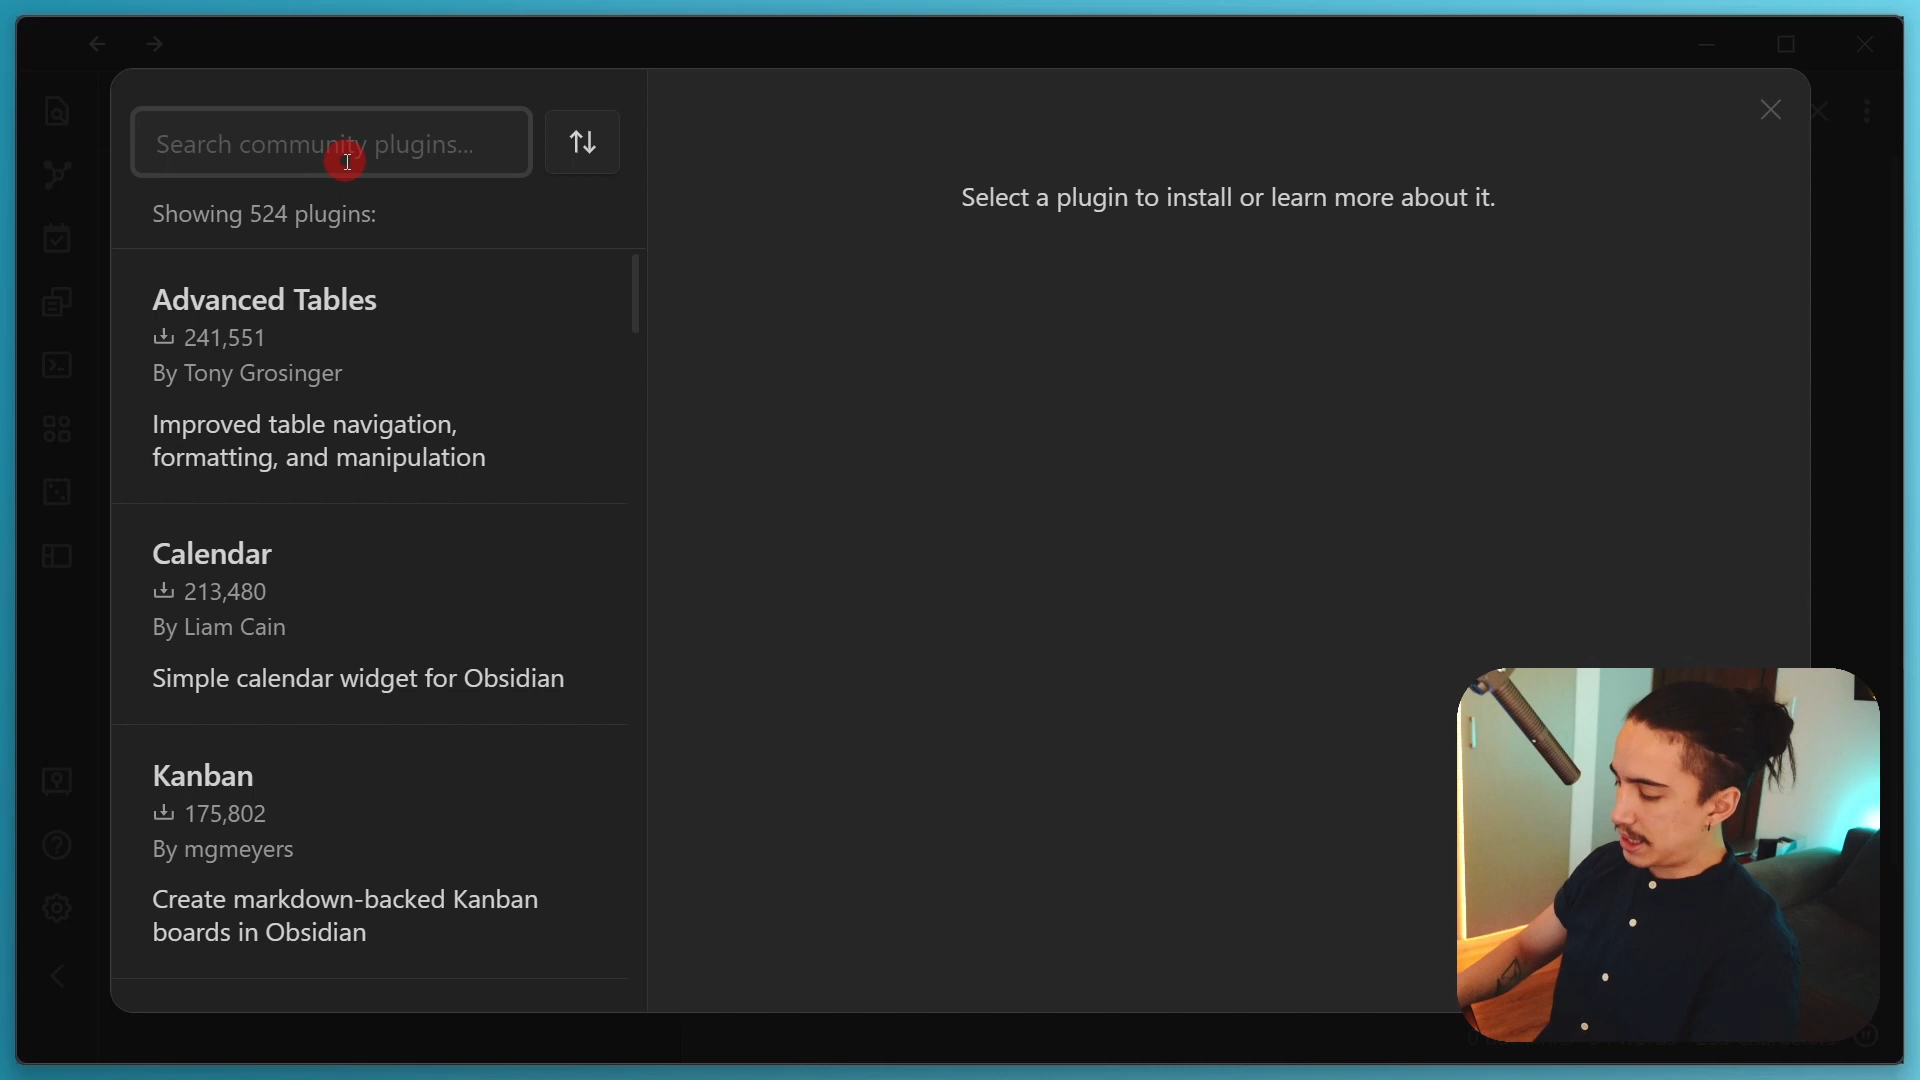 Search community plugins...
Showing 524 plugins:
Select a plugin to install or learn more about it.
Advanced Tables
241,551
By Tony Grosinger
Improved table navigation,
formatting, and manipulation
Calendar
213,480
By Liam Cain
Simple calendar widget for Obsidian
Kanban
175,802
By mgmeyers
Create markdown-backed Kanban
boards in Obsidian